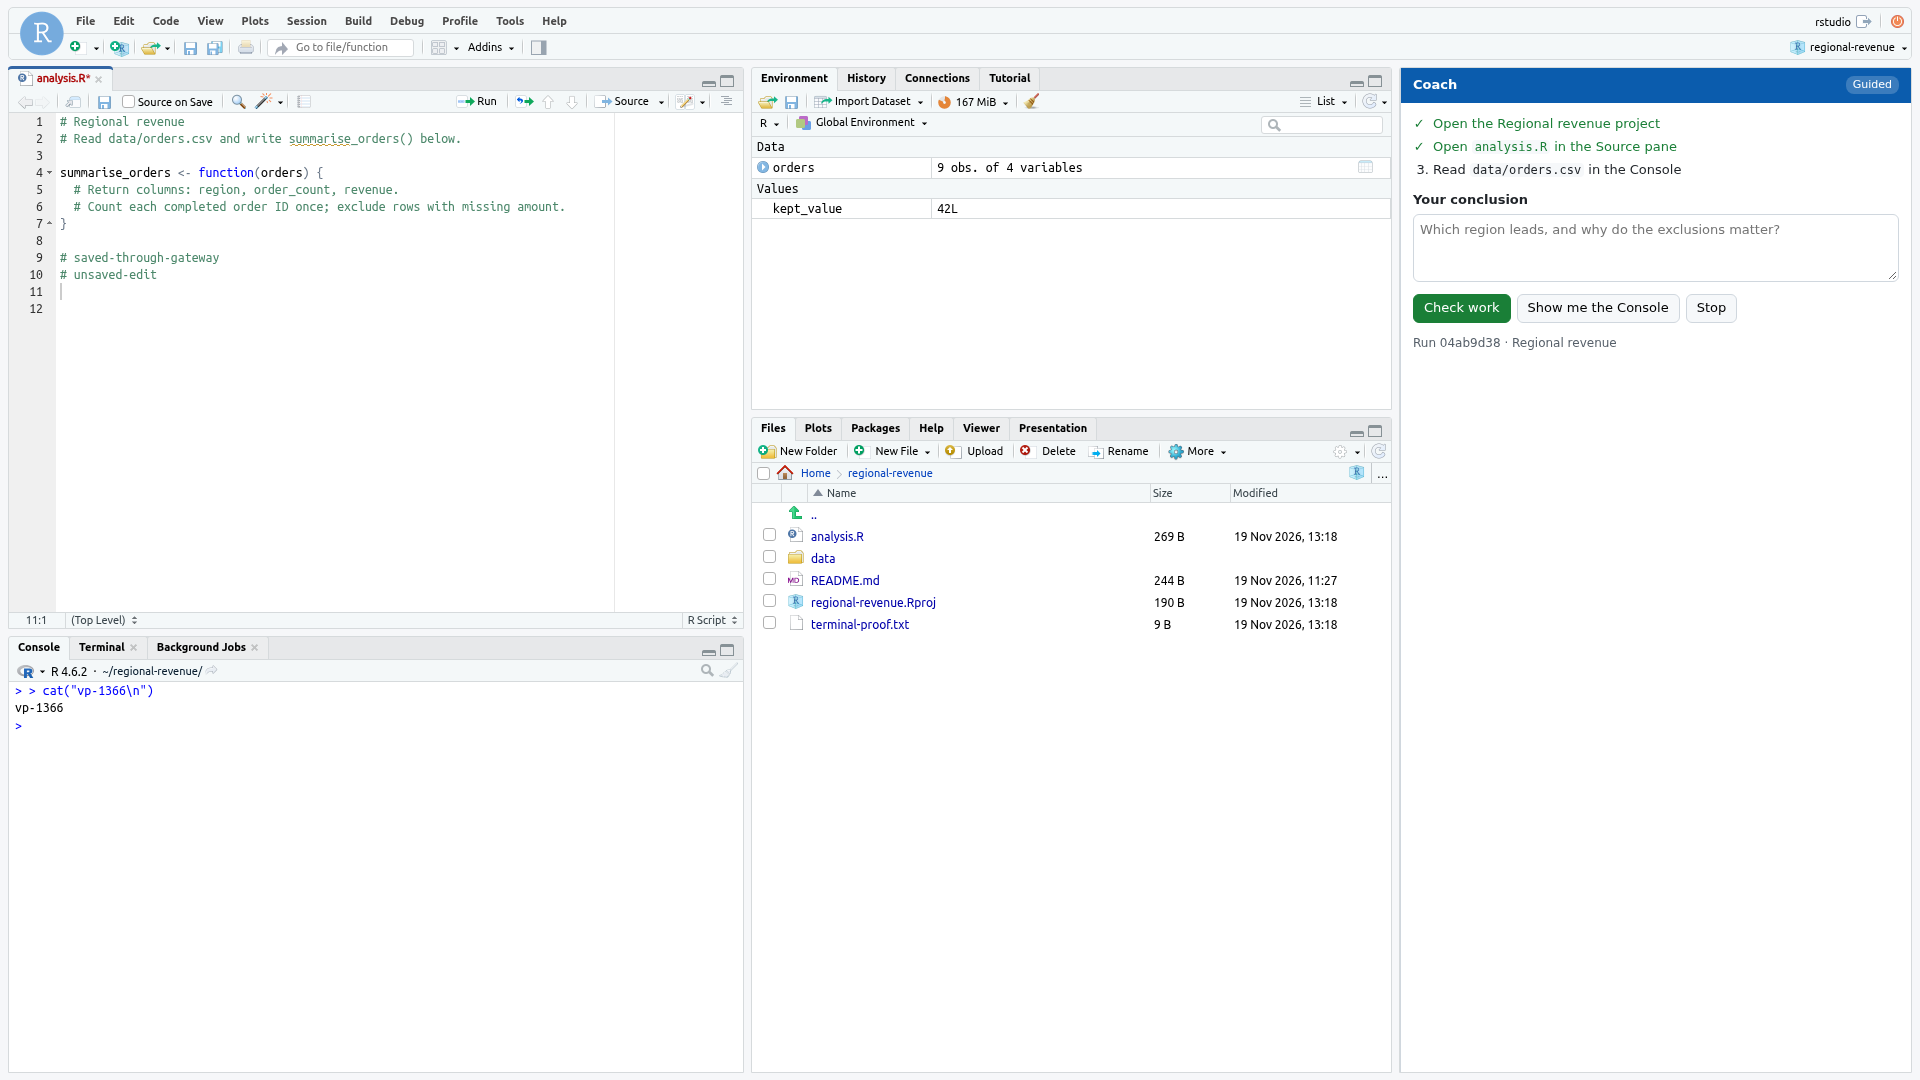 File Edit Code View Plots Session Build Debug Profile Tools Help
rstudio
Go to file/function
Addins
regional-revenue
analysis.R*
Source on Save
Run
Source
1 # Regional revenue
2 # Read data/orders.csv and write summarise_orders() below.
3
4 summarise_orders <- function(orders) {
5 # Return columns: region, order_count, revenue.
6 # Count each completed order ID once; exclude rows with missing amount.
7 }
8
9 # saved-through-gateway
10 # unsaved-edit
11
12
11:1 (Top Level) R Script
Console Terminal Background Jobs
R 4.6.2 · ~/regional-revenue/
> > cat("vp-1366\n")
vp-1366
>
Environment History Connections Tutorial
Import Dataset 167 MiB List
R Global Environment
Data
orders 9 obs. of 4 variables
Values
kept_value 42L
Files Plots Packages Help Viewer Presentation
New Folder New File Upload Delete Rename More
Home regional-revenue ...
Name Size Modified
..
analysis.R 269 B 19 Nov 2026, 13:18
data
README.md 244 B 19 Nov 2026, 11:27
regional-revenue.Rproj 190 B 19 Nov 2026, 13:18
terminal-proof.txt 9 B 19 Nov 2026, 13:18
Coach Guided
✓ Open the Regional revenue project
✓ Open analysis.R in the Source pane
3. Read data/orders.csv in the Console
Your conclusion
Which region leads, and why do the exclusions matter?
Check work Show me the Console Stop
Run 04ab9d38 · Regional revenue